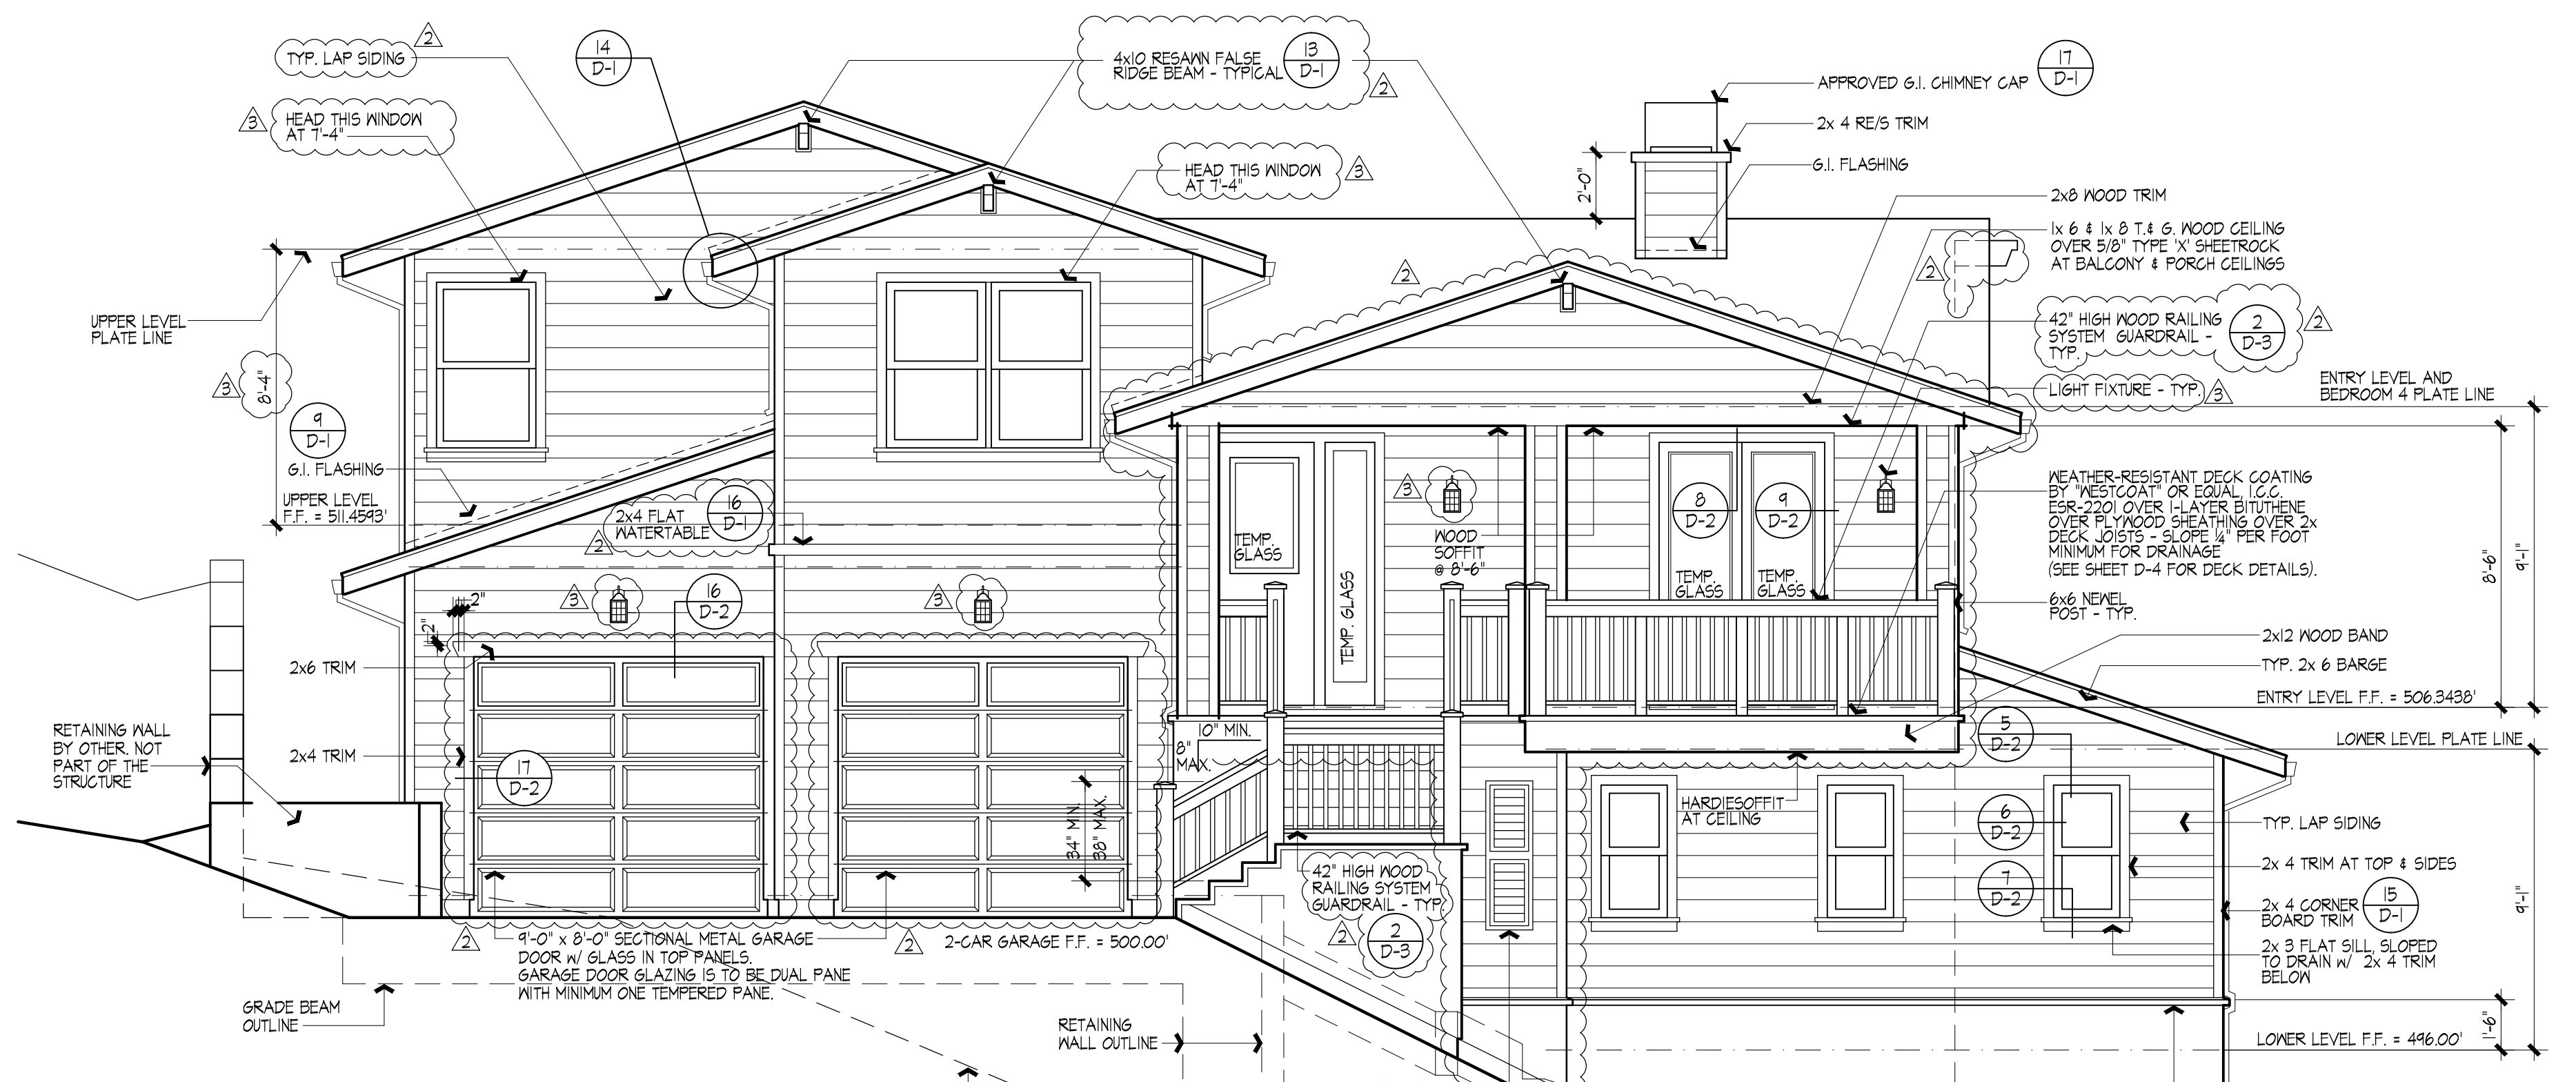 TYP. LAP SIDING
2
14
D-1
4x10 RESAWN FALSE
RIDGE BEAM - TYPICAL
13
D-1
2
17
D-1
APPROVED G.I. CHIMNEY CAP
2x 4 RE/S TRIM
G.I. FLASHING
2'-0"
3
HEAD THIS WINDOW
AT 7'-4"
HEAD THIS WINDOW
AT 7'-4"
3
2x8 WOOD TRIM
1x 6 & 1x 8 T.& G. WOOD CEILING
OVER 5/8" TYPE 'X' SHEETROCK
AT BALCONY & PORCH CEILINGS
2
2
42" HIGH WOOD RAILING
SYSTEM GUARDRAIL -
TYP.
2
D-3
2
LIGHT FIXTURE - TYP.
3
ENTRY LEVEL AND
BEDROOM 4 PLATE LINE
UPPER LEVEL
PLATE LINE
3
8'-4"
9
D-1
G.I. FLASHING
UPPER LEVEL
F.F. = 511.4593'
2x4 FLAT
WATERTABLE
16
D-1
2
3
WOOD
SOFFIT
@ 8'-6"
TEMP.
GLASS
TEMP. GLASS
8
D-2
9
D-2
TEMP.
GLASS
TEMP.
GLASS
WEATHER-RESISTANT DECK COATING
BY "WESTCOAT" OR EQUAL, I.C.C.
ESR-2201 OVER 1-LAYER BITUTHENE
OVER PLYWOOD SHEATHING OVER 2x
DECK JOISTS - SLOPE ¼" PER FOOT
MINIMUM FOR DRAINAGE
(SEE SHEET D-4 FOR DECK DETAILS).
8'-6"
9'-1"
6x6 NEWEL
POST - TYP.
2x12 WOOD BAND
TYP. 2x 6 BARGE
ENTRY LEVEL F.F. = 506.3438'
LOWER LEVEL PLATE LINE
3
16
D-2
3
2"
2"
2x6 TRIM
2x4 TRIM
17
D-2
RETAINING WALL
BY OTHER. NOT
PART OF THE
STRUCTURE
10" MIN.
8"
MAX.
34" MIN.
38" MAX.
5
D-2
6
D-2
7
D-2
HARDIESOFFIT
AT CEILING
TYP. LAP SIDING
2x 4 TRIM AT TOP & SIDES
2x 4 CORNER
BOARD TRIM
15
D-1
2x 3 FLAT SILL, SLOPED
TO DRAIN w/ 2x 4 TRIM
BELOW
9'-1"
1'-6"
LOWER LEVEL F.F. = 496.00'
42" HIGH WOOD
RAILING SYSTEM
GUARDRAIL - TYP.
2
2
D-3
2
9'-0" x 8'-0" SECTIONAL METAL GARAGE
DOOR w/ GLASS IN TOP PANELS.
GARAGE DOOR GLAZING IS TO BE DUAL PANE
WITH MINIMUM ONE TEMPERED PANE.
2
2-CAR GARAGE F.F. = 500.00'
GRADE BEAM
OUTLINE
RETAINING
WALL OUTLINE